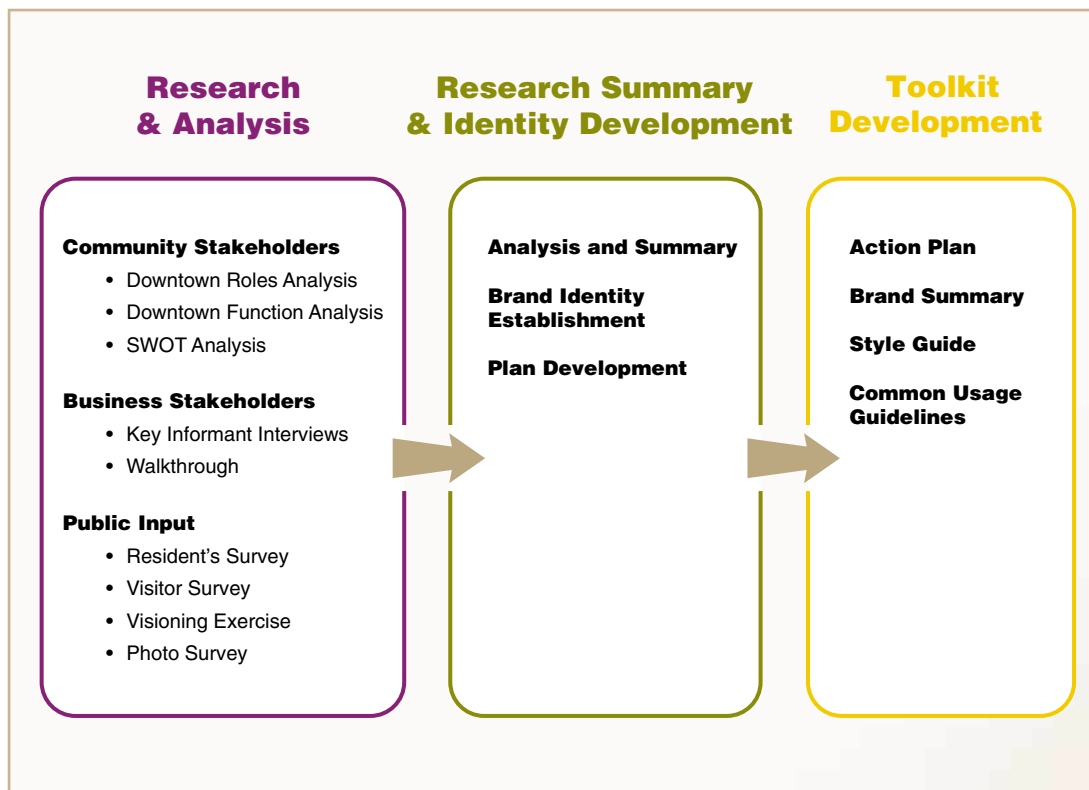 Research
& Analysis
Research Summary
& Identity Development
Toolkit
Development
Community Stakeholders
• Downtown Roles Analysis
• Downtown Function Analysis
• SWOT Analysis
Business Stakeholders
• Key Informant Interviews
• Walkthrough
Public Input
• Resident’s Survey
• Visitor Survey
• Visioning Exercise
• Photo Survey
Analysis and Summary
Brand Identity
Establishment
Plan Development
Action Plan
Brand Summary
Style Guide
Common Usage
Guidelines